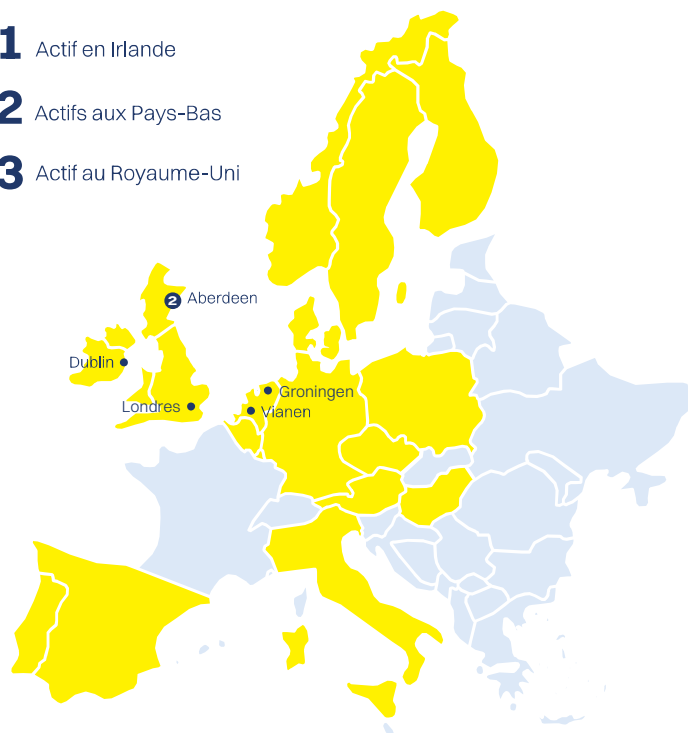 1 Actif en Irlande
2 Actifs aux Pays-Bas
3 Actif au Royaume-Uni
2 Aberdeen
Dublin
Groningen
Londres
Vianen